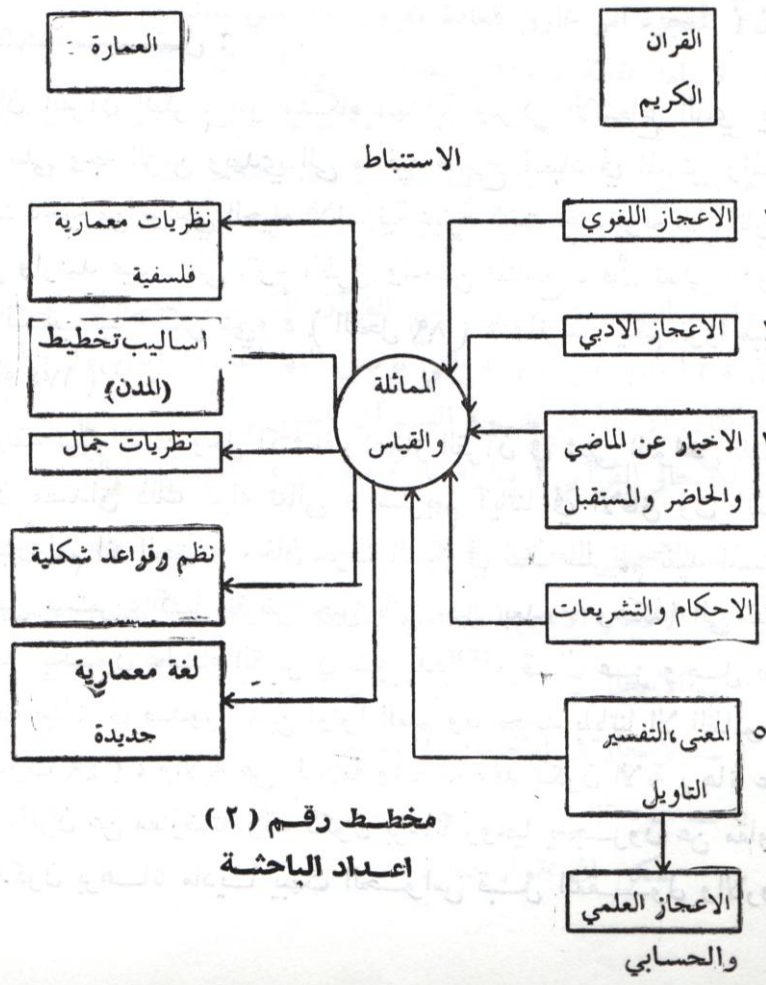 القران
الكريم
العمارة
الاستنباط
الاعجاز اللغوي
الاعجاز الادبي
الاخبار عن الماضي
والحاضر والمستقبل
الاحكام والتشريعات
٥
المعنى،التفسير
التاويل
الاعجاز العلمي
والحسابي
المماثلة
والقياس
نظريات معمارية
فلسفية
اساليب تخطيط
(المدن)
نظريات جمال
نظم وقواعد شكلية
لغة معمارية
جديدة
مخطط رقم (٢)
اعداد الباحثة